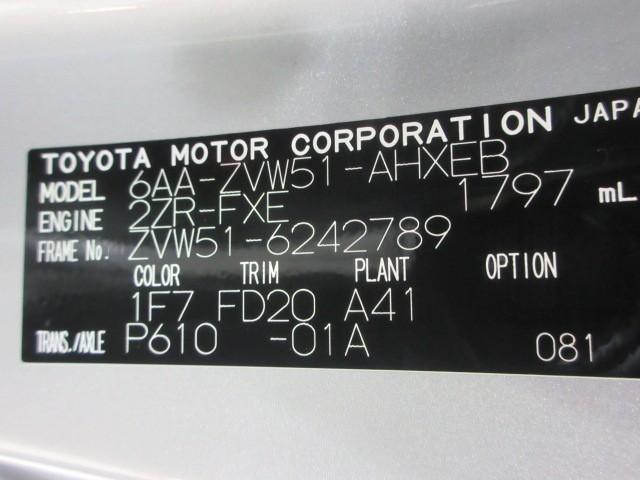 TOYOTA MOTOR CORPORATION JAPA
MODEL 6AA-ZVW51-AHXEB
ENGINE 2ZR-FXE 1797 mL
FRAME No. ZVW51-6242789
COLOR TRIM PLANT OPTION
1F7 FD20 A41
TRANS./AXLE P610 -01A 081